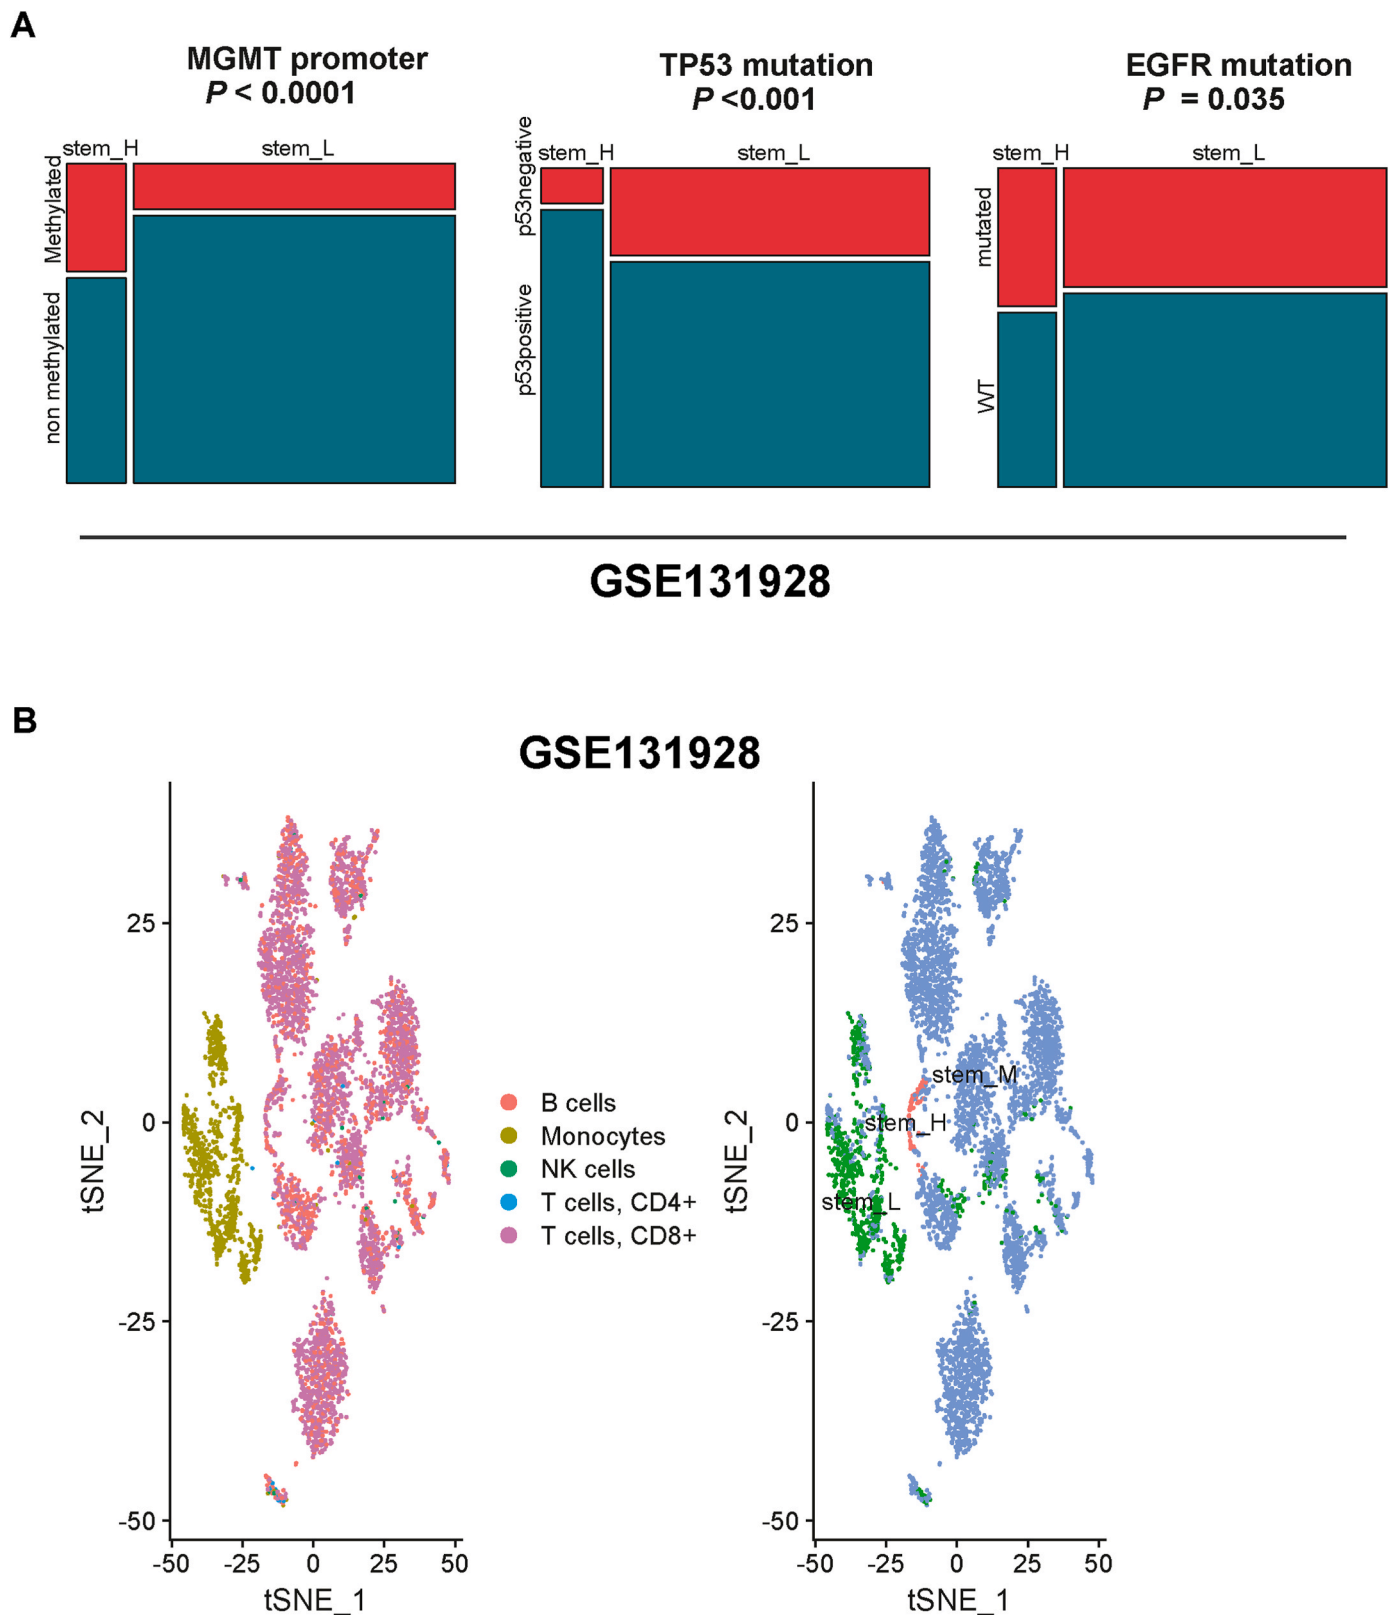 A
MGMT promoter
P < 0.0001
stem_H
stem_L
Methylated
non methylated
TP53 mutation
P <0.001
stem_H
stem_L
p53negative
p53positive
EGFR mutation
P = 0.035
stem_H
stem_L
mutated
WT
GSE131928
B
GSE131928
tSNE_2
25
0
-25
-50
-50 -25 0 25 50
tSNE_1
B cells
Monocytes
NK cells
T cells, CD4+
T cells, CD8+
tSNE_2
25
0
-25
-50
stem_M
stem_H
stem_L
-50 -25 0 25 50
tSNE_1